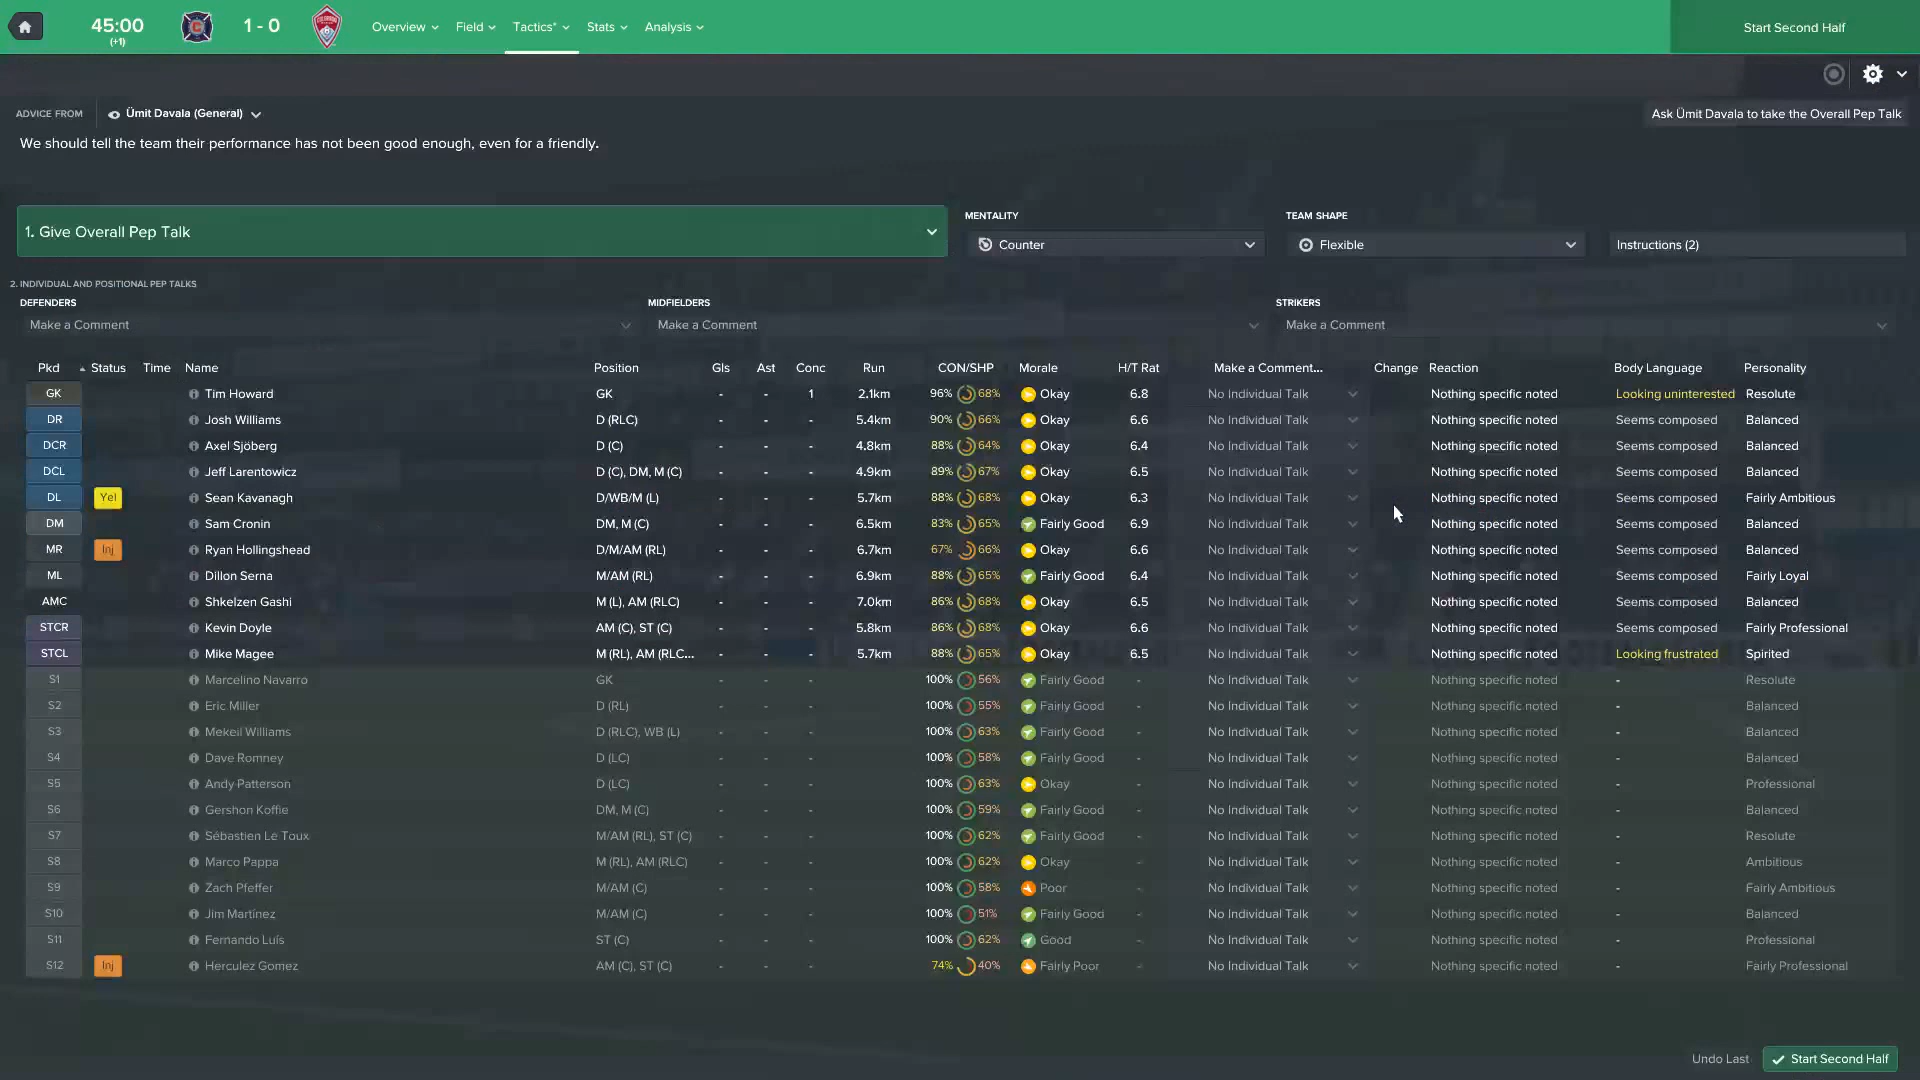 45:00
(+1)
1 - 0
Overview
Field
Tactics*
Stats
Analysis
Start Second Half
ADVICE FROM
Ümit Davala (General)
Ask Ümit Davala to take the Overall Pep Talk
We should tell the team their performance has not been good enough, even for a friendly.
1. Give Overall Pep Talk
MENTALITY
Counter
TEAM SHAPE
Flexible
Instructions (2)
2. INDIVIDUAL AND POSITIONAL PEP TALKS
DEFENDERS MIDFIELDERS STRIKERS
Make a Comment Make a Comment Make a Comment
Pkd Status Time Name Position Gls Ast Conc Run CON/SHP Morale H/T Rat Make a Comment... Change Reaction Body Language Personality
GK Tim Howard GK - - 1 2.1km 96% 68% Okay 6.8 No Individual Talk Nothing specific noted Looking uninterested Resolute
DR Josh Williams D (RLC) - - - 5.4km 90% 66% Okay 6.6 No Individual Talk Nothing specific noted Seems composed Balanced
DCR Axel Sjöberg D (C) - - - 4.8km 88% 64% Okay 6.4 No Individual Talk Nothing specific noted Seems composed Balanced
DCL Jeff Larentowicz D (C), DM, M (C) - - - 4.9km 89% 67% Okay 6.5 No Individual Talk Nothing specific noted Seems composed Balanced
DL Yel Sean Kavanagh D/WB/M (L) - - - 5.7km 88% 68% Okay 6.3 No Individual Talk Nothing specific noted Seems composed Fairly Ambitious
DM Sam Cronin DM, M (C) - - - 6.5km 83% 65% Fairly Good 6.9 No Individual Talk Nothing specific noted Seems composed Balanced
MR Inj Ryan Hollingshead D/M/AM (RL) - - - 6.7km 67% 66% Okay 6.6 No Individual Talk Nothing specific noted Seems composed Balanced
ML Dillon Serna M/AM (RL) - - - 6.9km 88% 65% Fairly Good 6.4 No Individual Talk Nothing specific noted Seems composed Fairly Loyal
AMC Shkelzen Gashi M (L), AM (RLC) - - - 7.0km 86% 68% Okay 6.5 No Individual Talk Nothing specific noted Seems composed Balanced
STCR Kevin Doyle AM (C), ST (C) - - - 5.8km 86% 68% Okay 6.6 No Individual Talk Nothing specific noted Seems composed Fairly Professional
STCL Mike Magee M (RL), AM (RLC... - - - 5.7km 88% 65% Okay 6.5 No Individual Talk Nothing specific noted Looking frustrated Spirited
S1 Marcelino Navarro GK - - - 100% 56% Fairly Good - No Individual Talk Nothing specific noted - Resolute
S2 Eric Miller D (RL) - - - 100% 55% Fairly Good - No Individual Talk Nothing specific noted - Balanced
S3 Mekeil Williams D (RLC), WB (L) - - - 100% 63% Fairly Good - No Individual Talk Nothing specific noted - Balanced
S4 Dave Romney D (LC) - - - 100% 58% Fairly Good - No Individual Talk Nothing specific noted - Balanced
S5 Andy Patterson D (LC) - - - 100% 63% Okay - No Individual Talk Nothing specific noted - Professional
S6 Gershon Koffie DM, M (C) - - - 100% 59% Fairly Good - No Individual Talk Nothing specific noted - Balanced
S7 Sébastien Le Toux M/AM (RL), ST (C) - - - 100% 62% Fairly Good - No Individual Talk Nothing specific noted - Resolute
S8 Marco Pappa M (RL), AM (RLC) - - - 100% 62% Okay - No Individual Talk Nothing specific noted - Ambitious
S9 Zach Pfeffer M/AM (C) - - - 100% 58% Poor - No Individual Talk Nothing specific noted - Fairly Ambitious
S10 Jim Martínez M/AM (C) - - - 100% 51% Fairly Good - No Individual Talk Nothing specific noted - Balanced
S11 Fernando Luís ST (C) - - - 100% 62% Good - No Individual Talk Nothing specific noted - Professional
S12 Inj Herculez Gomez AM (C), ST (C) - - - 74% 40% Fairly Poor - No Individual Talk Nothing specific noted - Fairly Professional
Undo Last
Start Second Half